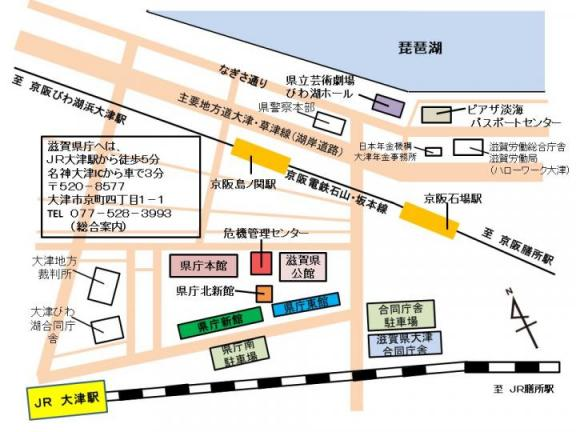 琵琶湖
なぎさ通り
県立芸術劇場
びわ湖ホール
至 京阪びわ湖浜大津駅
主要地方道大津・草津線(湖岸道路)
県警察本部
ピアザ淡海
パスポートセンター
日本年金機構
大津年金事務所
滋賀労働総合庁舎
滋賀労働局
(ハローワーク大津)
滋賀県庁へは、
JR大津駅から徒歩5分
名神大津ICから車で3分
〒520-8577
大津市京町四丁目1-1
TEL 077-528-3993
(総合案内)
京阪島ノ関駅
京阪電鉄石山・坂本線
京阪石場駅
至 京阪膳所駅
危機管理センター
大津地方
裁判所
県庁本館
滋賀県
公館
県庁北新館
大津びわ
湖合同庁
舎
県庁新館
県庁東館
合同庁舎
駐車場
N
県庁南
駐車場
滋賀県大津
合同庁舎
JR 大津駅
至 JR膳所駅